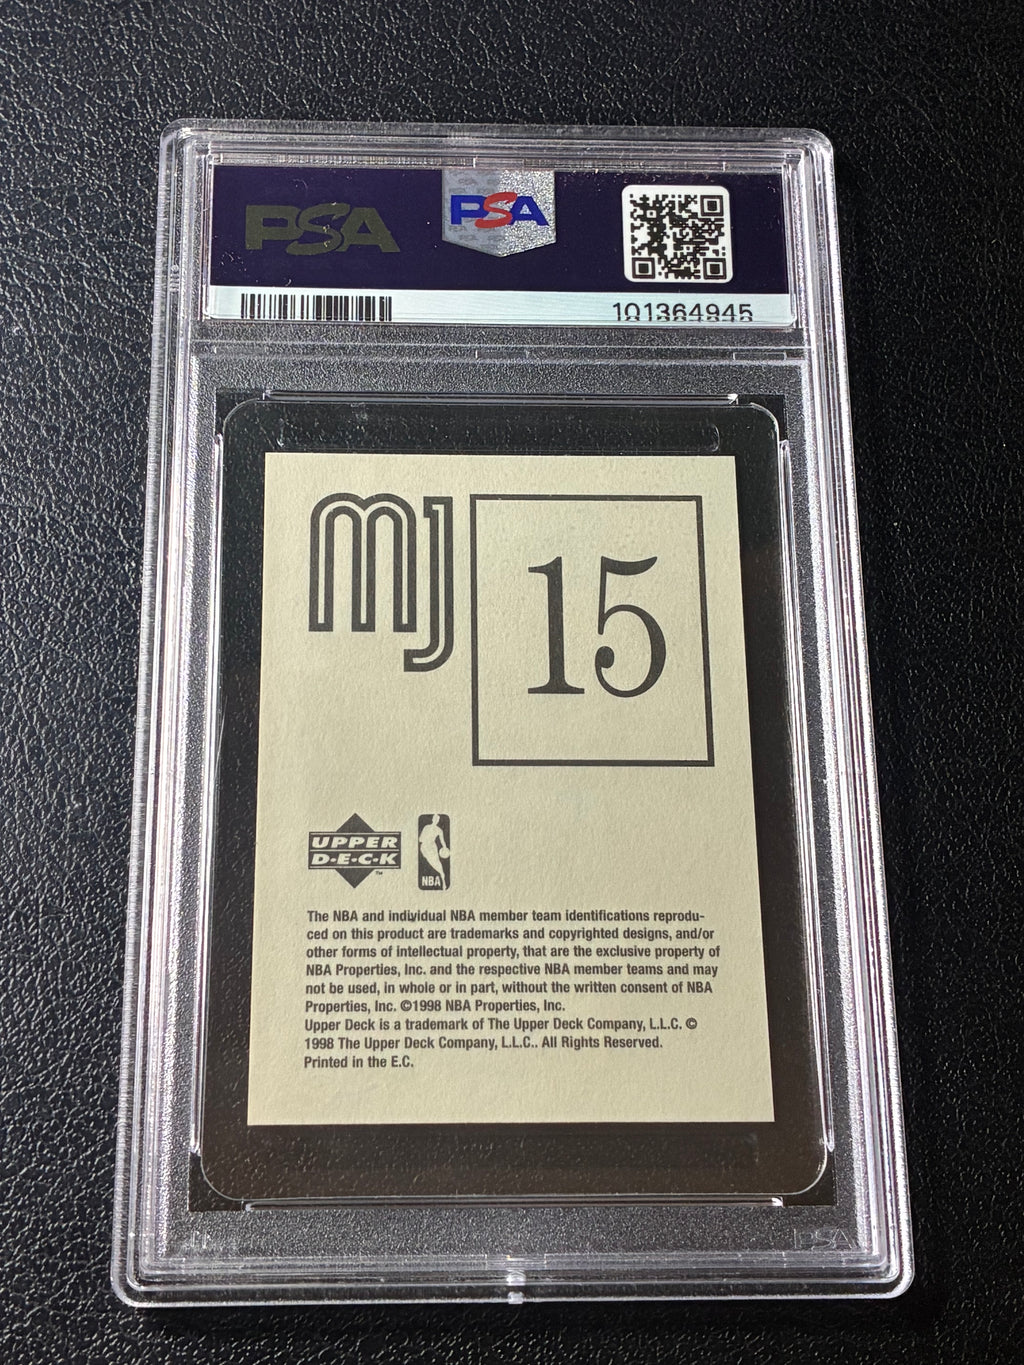 PSA
PSA
101364945
mj
15
UPPER
D·E·C·K
™
NBA
The NBA and individual NBA member team identifications reprodu-
ced on this product are trademarks and copyrighted designs, and/or
other forms of intellectual property, that are the exclusive property of
NBA Properties, Inc. and the respective NBA member teams and may
not be used, in whole or in part, without the written consent of NBA
Properties, Inc. ©1998 NBA Properties, Inc.
Upper Deck is a trademark of The Upper Deck Company, L.L.C. ©
1998 The Upper Deck Company, L.L.C.. All Rights Reserved.
Printed in the E.C.
PSA